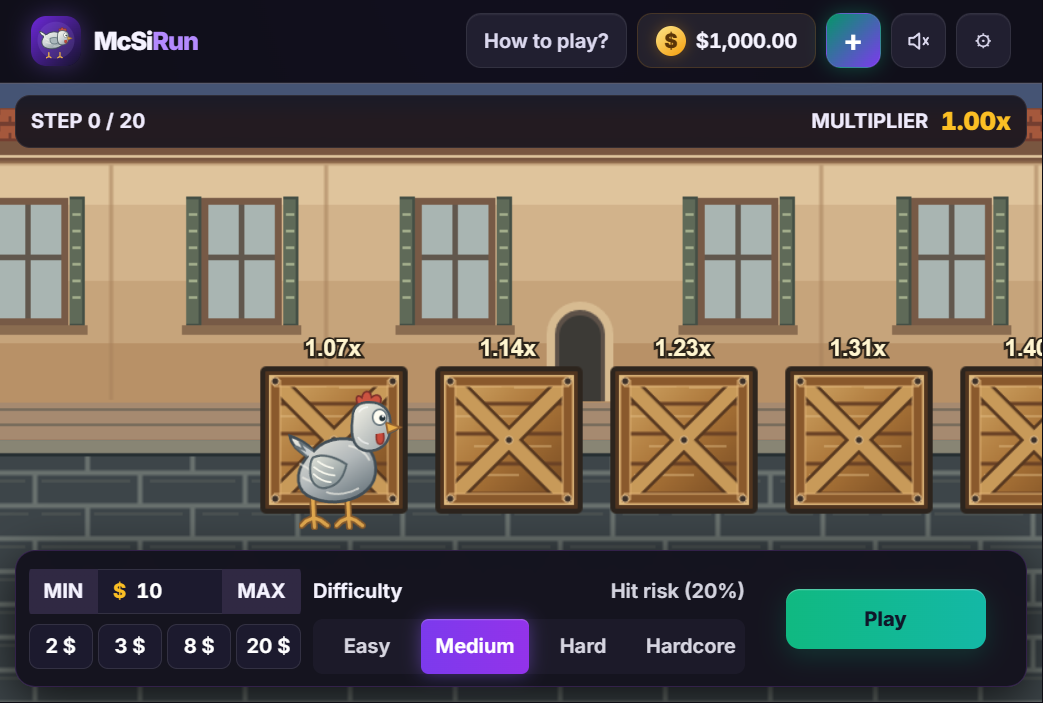 McSiRun
How to play?
$ $1,000.00
+
STEP 0 / 20
MULTIPLIER 1.00x
1.07x
1.14x
1.23x
1.31x
MIN
$ 10
MAX
Difficulty
Hit risk (20%)
2 $
3 $
8 $
20 $
Easy
Medium
Hard
Hardcore
Play